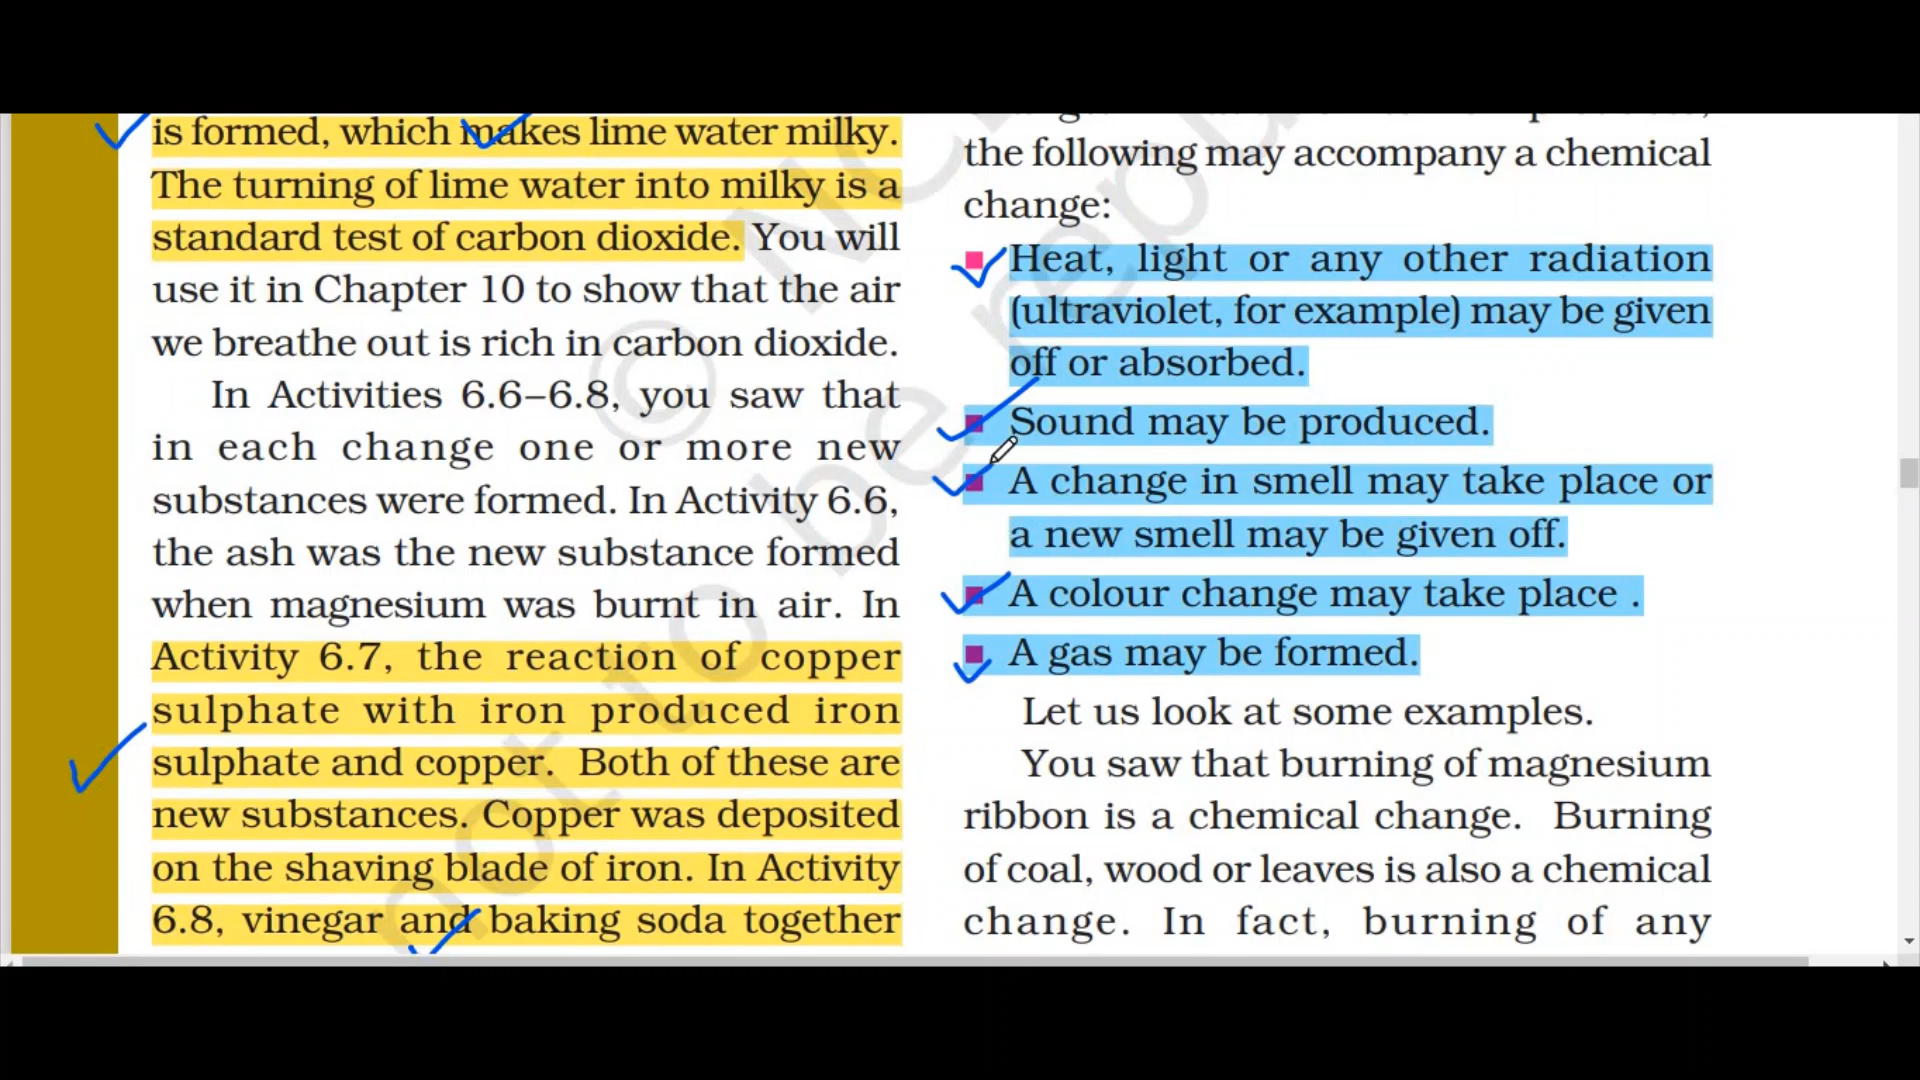 is formed, which makes lime water milky.
The turning of lime water into milky is a
standard test of carbon dioxide. You will
use it in Chapter 10 to show that the air
we breathe out is rich in carbon dioxide.
In Activities 6.6–6.8, you saw that
in each change one or more new
substances were formed. In Activity 6.6,
the ash was the new substance formed
when magnesium was burnt in air. In
Activity 6.7, the reaction of copper
sulphate with iron produced iron
sulphate and copper. Both of these are
new substances. Copper was deposited
on the shaving blade of iron. In Activity
6.8, vinegar and baking soda together
the following may accompany a chemical
change:
Heat, light or any other radiation
(ultraviolet, for example) may be given
off or absorbed.
Sound may be produced.
A change in smell may take place or
a new smell may be given off.
A colour change may take place .
A gas may be formed.
Let us look at some examples.
You saw that burning of magnesium
ribbon is a chemical change. Burning
of coal, wood or leaves is also a chemical
change. In fact, burning of any
not to be